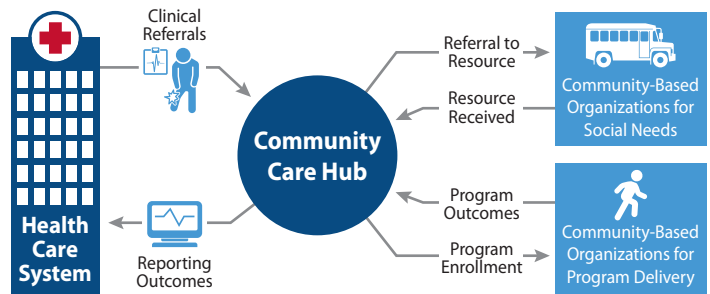 Clinical
Referrals
Health
Care
System
Reporting
Outcomes
Community
Care Hub
Referral to
Resource
Resource
Received
Program
Outcomes
Program
Enrollment
Community-Based
Organizations for
Social Needs
Community-Based
Organizations for
Program Delivery